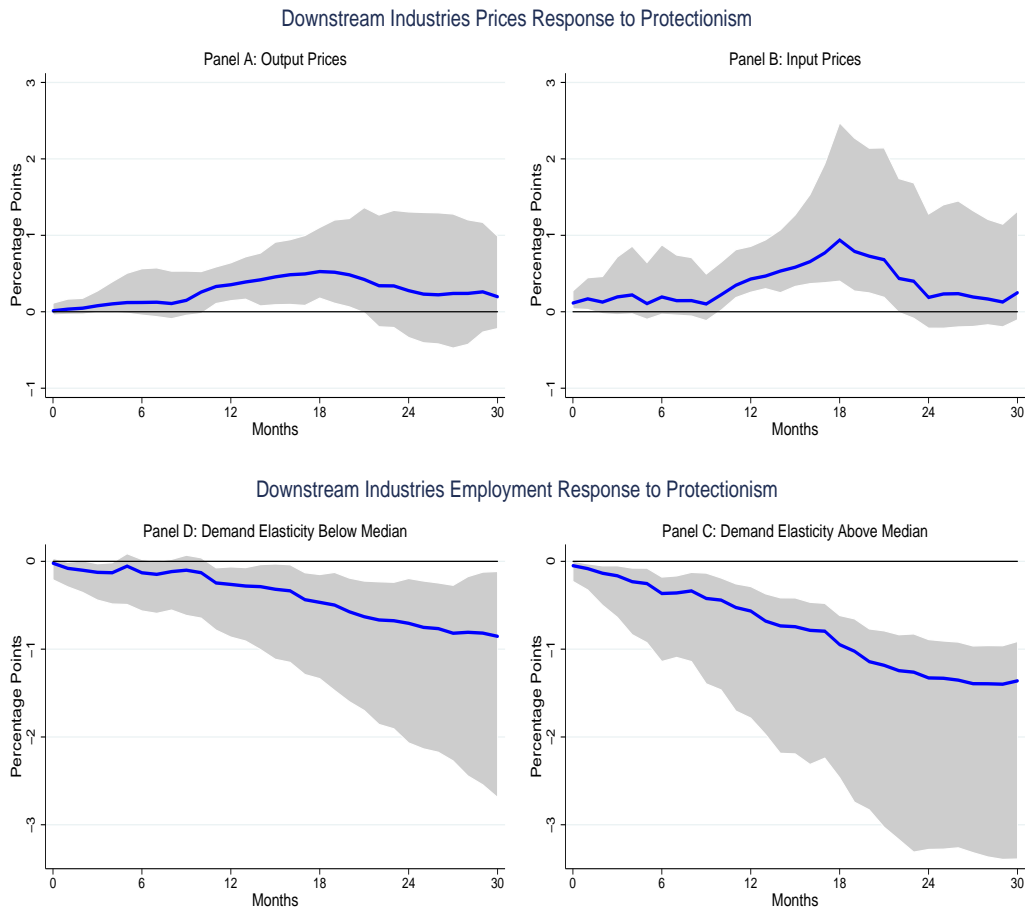 Downstream Industries Prices Response to Protectionism
Panel A: Output Prices
Percentage Points
3
2
1
0
−1
0 6 12 18 24 30
Months
Panel B: Input Prices
Percentage Points
3
2
1
0
−1
0 6 12 18 24 30
Months
Downstream Industries Employment Response to Protectionism
Panel D: Demand Elasticity Below Median
Percentage Points
0
−1
−2
−3
0 6 12 18 24 30
Months
Panel C: Demand Elasticity Above Median
Percentage Points
0
−1
−2
−3
0 6 12 18 24 30
Months